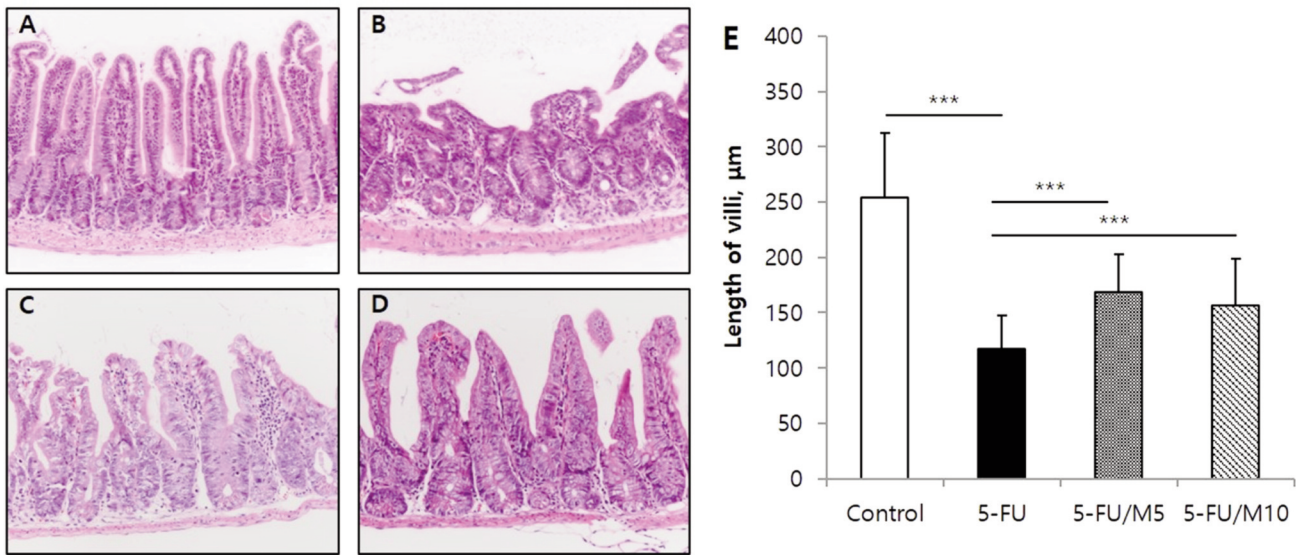 A
B
C
D
E
Length of villi, μm
400
350
300
250
200
150
100
50
0
***
***
***
Control
5-FU
5-FU/M5
5-FU/M10